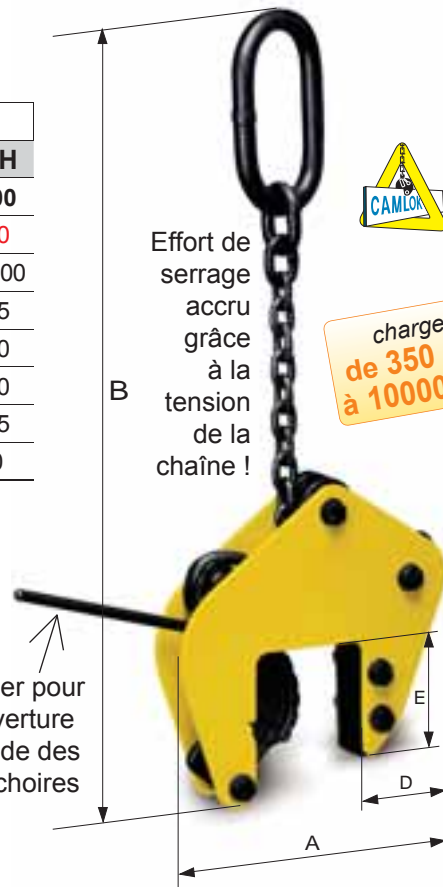 H
00
0
00
5
0
0
5
0
Effort de
serrage
accru
grâce
à la
tension
de la
chaîne !
B
CAMLOK
charge
de 350
à 10000
er pour
verture
de des
choires
E
D
A